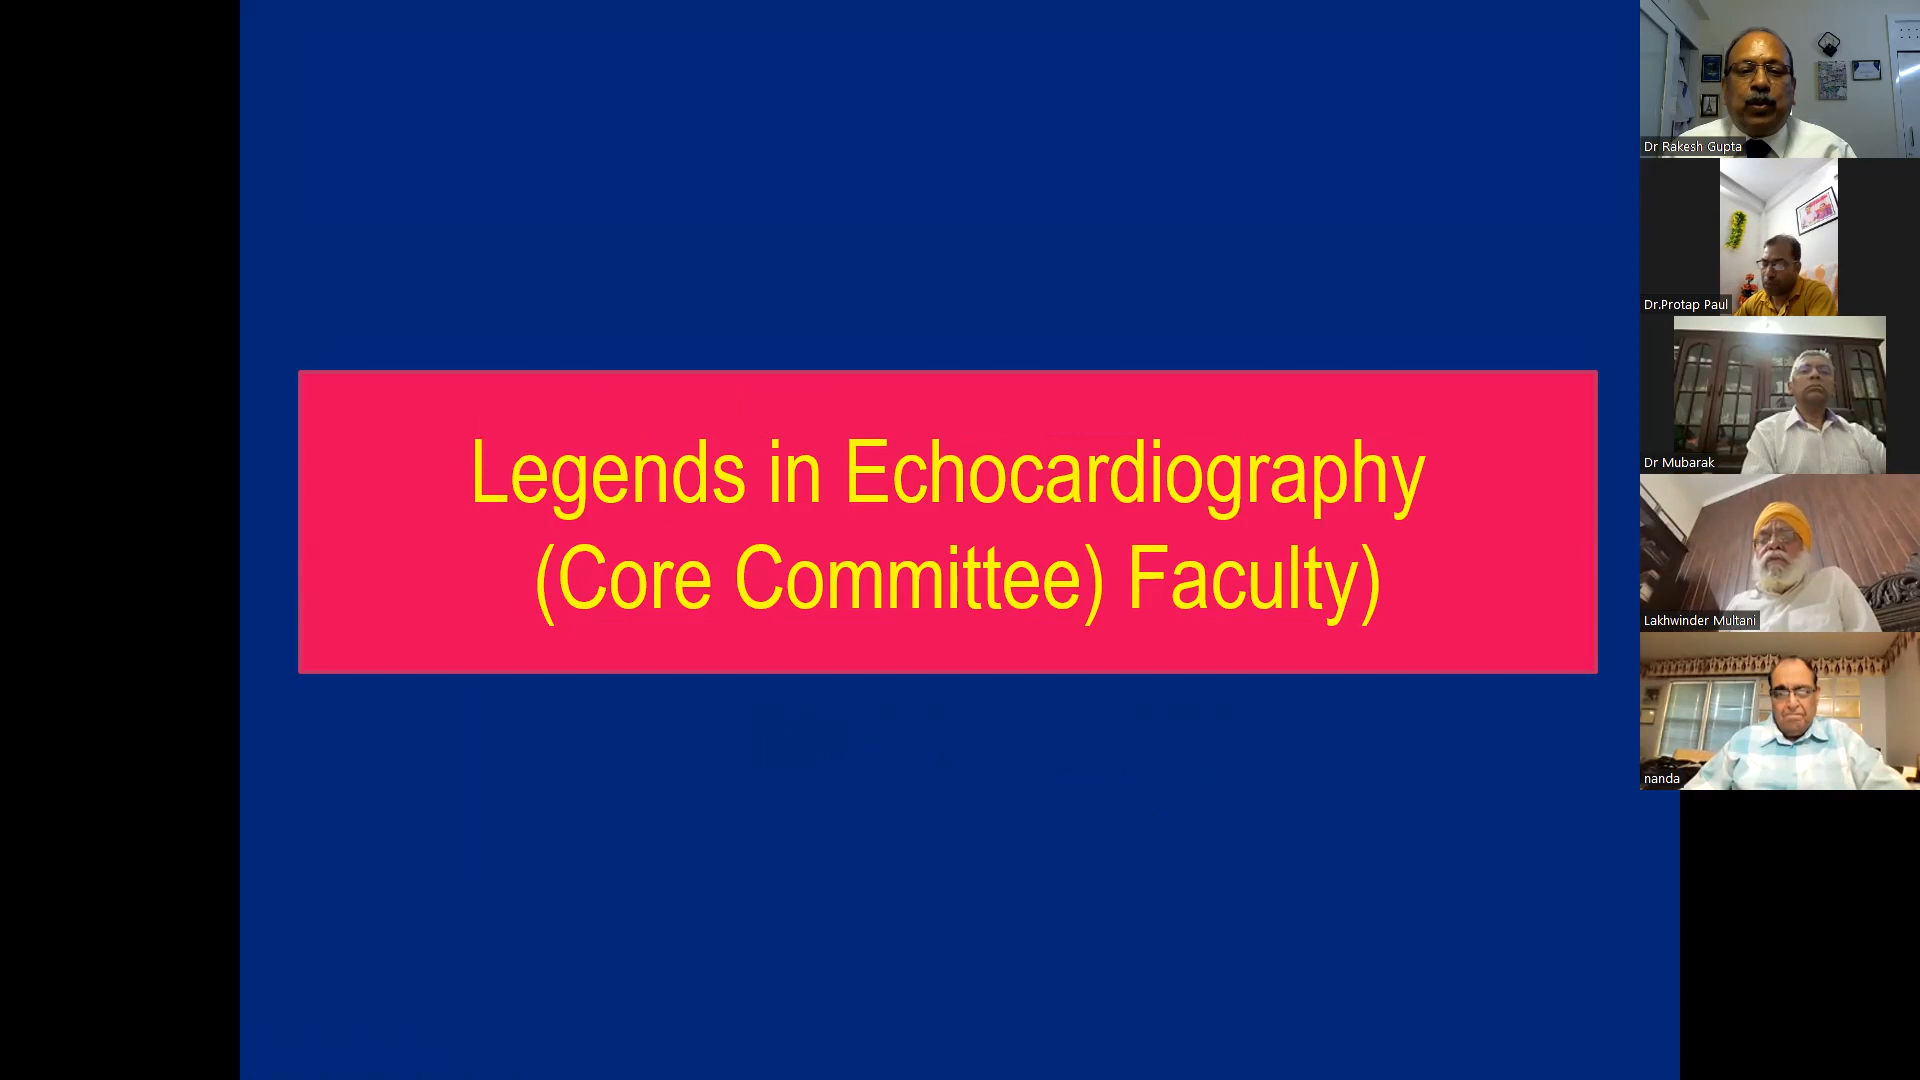 Legends in Echocardiography
(Core Committee) Faculty)
Dr Rakesh Gupta
Dr.Protap Paul
Dr Mubarak
Lakhwinder Multani
nanda